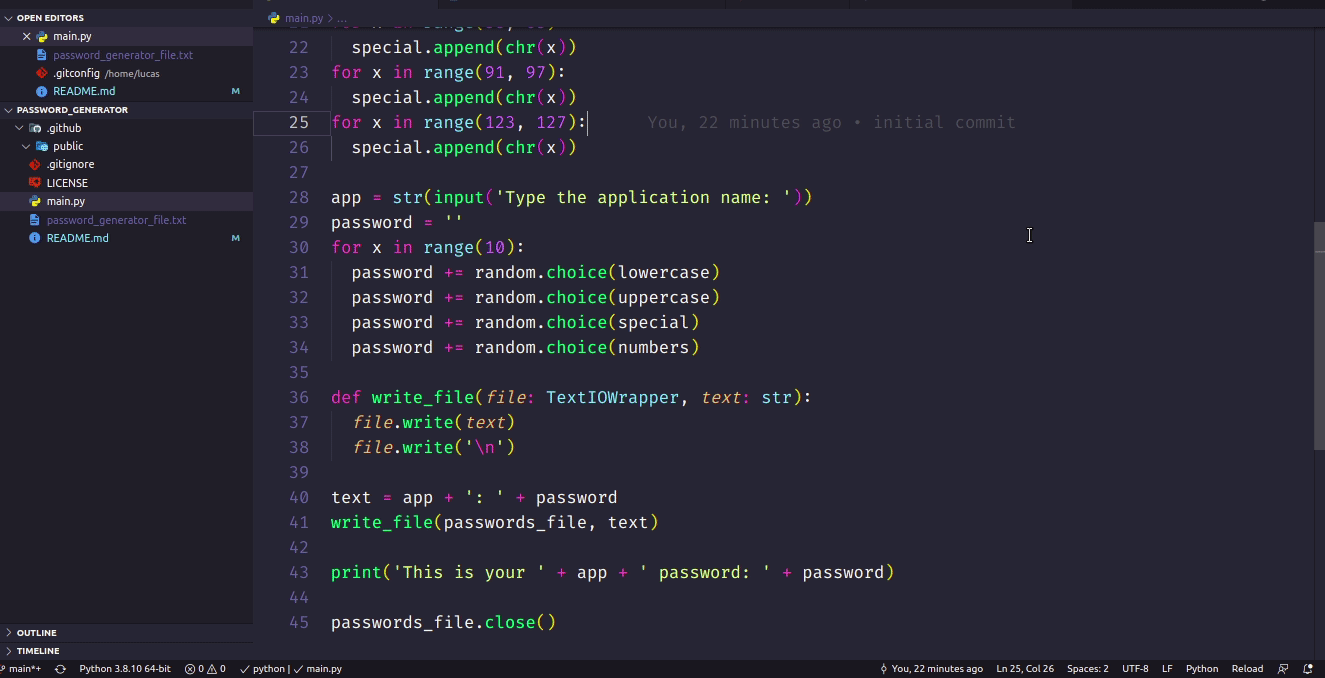 OPEN EDITORS
main.py
password_generator_file.txt
.gitconfig /home/lucas
README.md M
PASSWORD_GENERATOR
.github
public
.gitignore
LICENSE
main.py
password_generator_file.txt
README.md M
OUTLINE
TIMELINE
main.py > ...
22 special.append(chr(x))
23 for x in range(91, 97):
24 special.append(chr(x))
25 for x in range(123, 127): You, 22 minutes ago • initial commit
26 special.append(chr(x))
27
28 app = str(input('Type the application name: '))
29 password = ''
30 for x in range(10):
31 password += random.choice(lowercase)
32 password += random.choice(uppercase)
33 password += random.choice(special)
34 password += random.choice(numbers)
35
36 def write_file(file: TextIOWrapper, text: str):
37 file.write(text)
38 file.write('\n')
39
40 text = app + ': ' + password
41 write_file(passwords_file, text)
42
43 print('This is your ' + app + ' password: ' + password)
44
45 passwords_file.close()
main*+ Python 3.8.10 64-bit 0 0 ✓ python | ✓ main.py You, 22 minutes ago Ln 25, Col 26 Spaces: 2 UTF-8 LF Python Reload